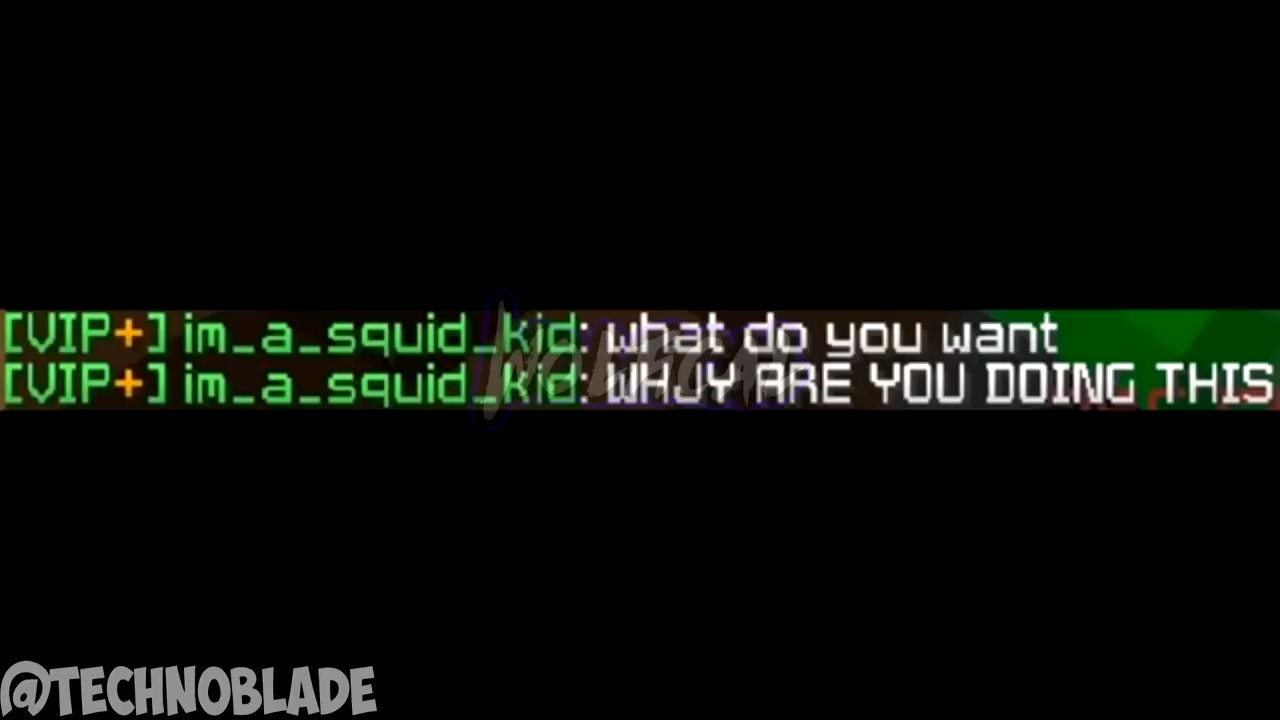 [VIP+] im_a_squid_kid: what do you want
[VIP+] im_a_squid_kid: WHJY ARE YOU DOING THIS
@TECHNOBLADE